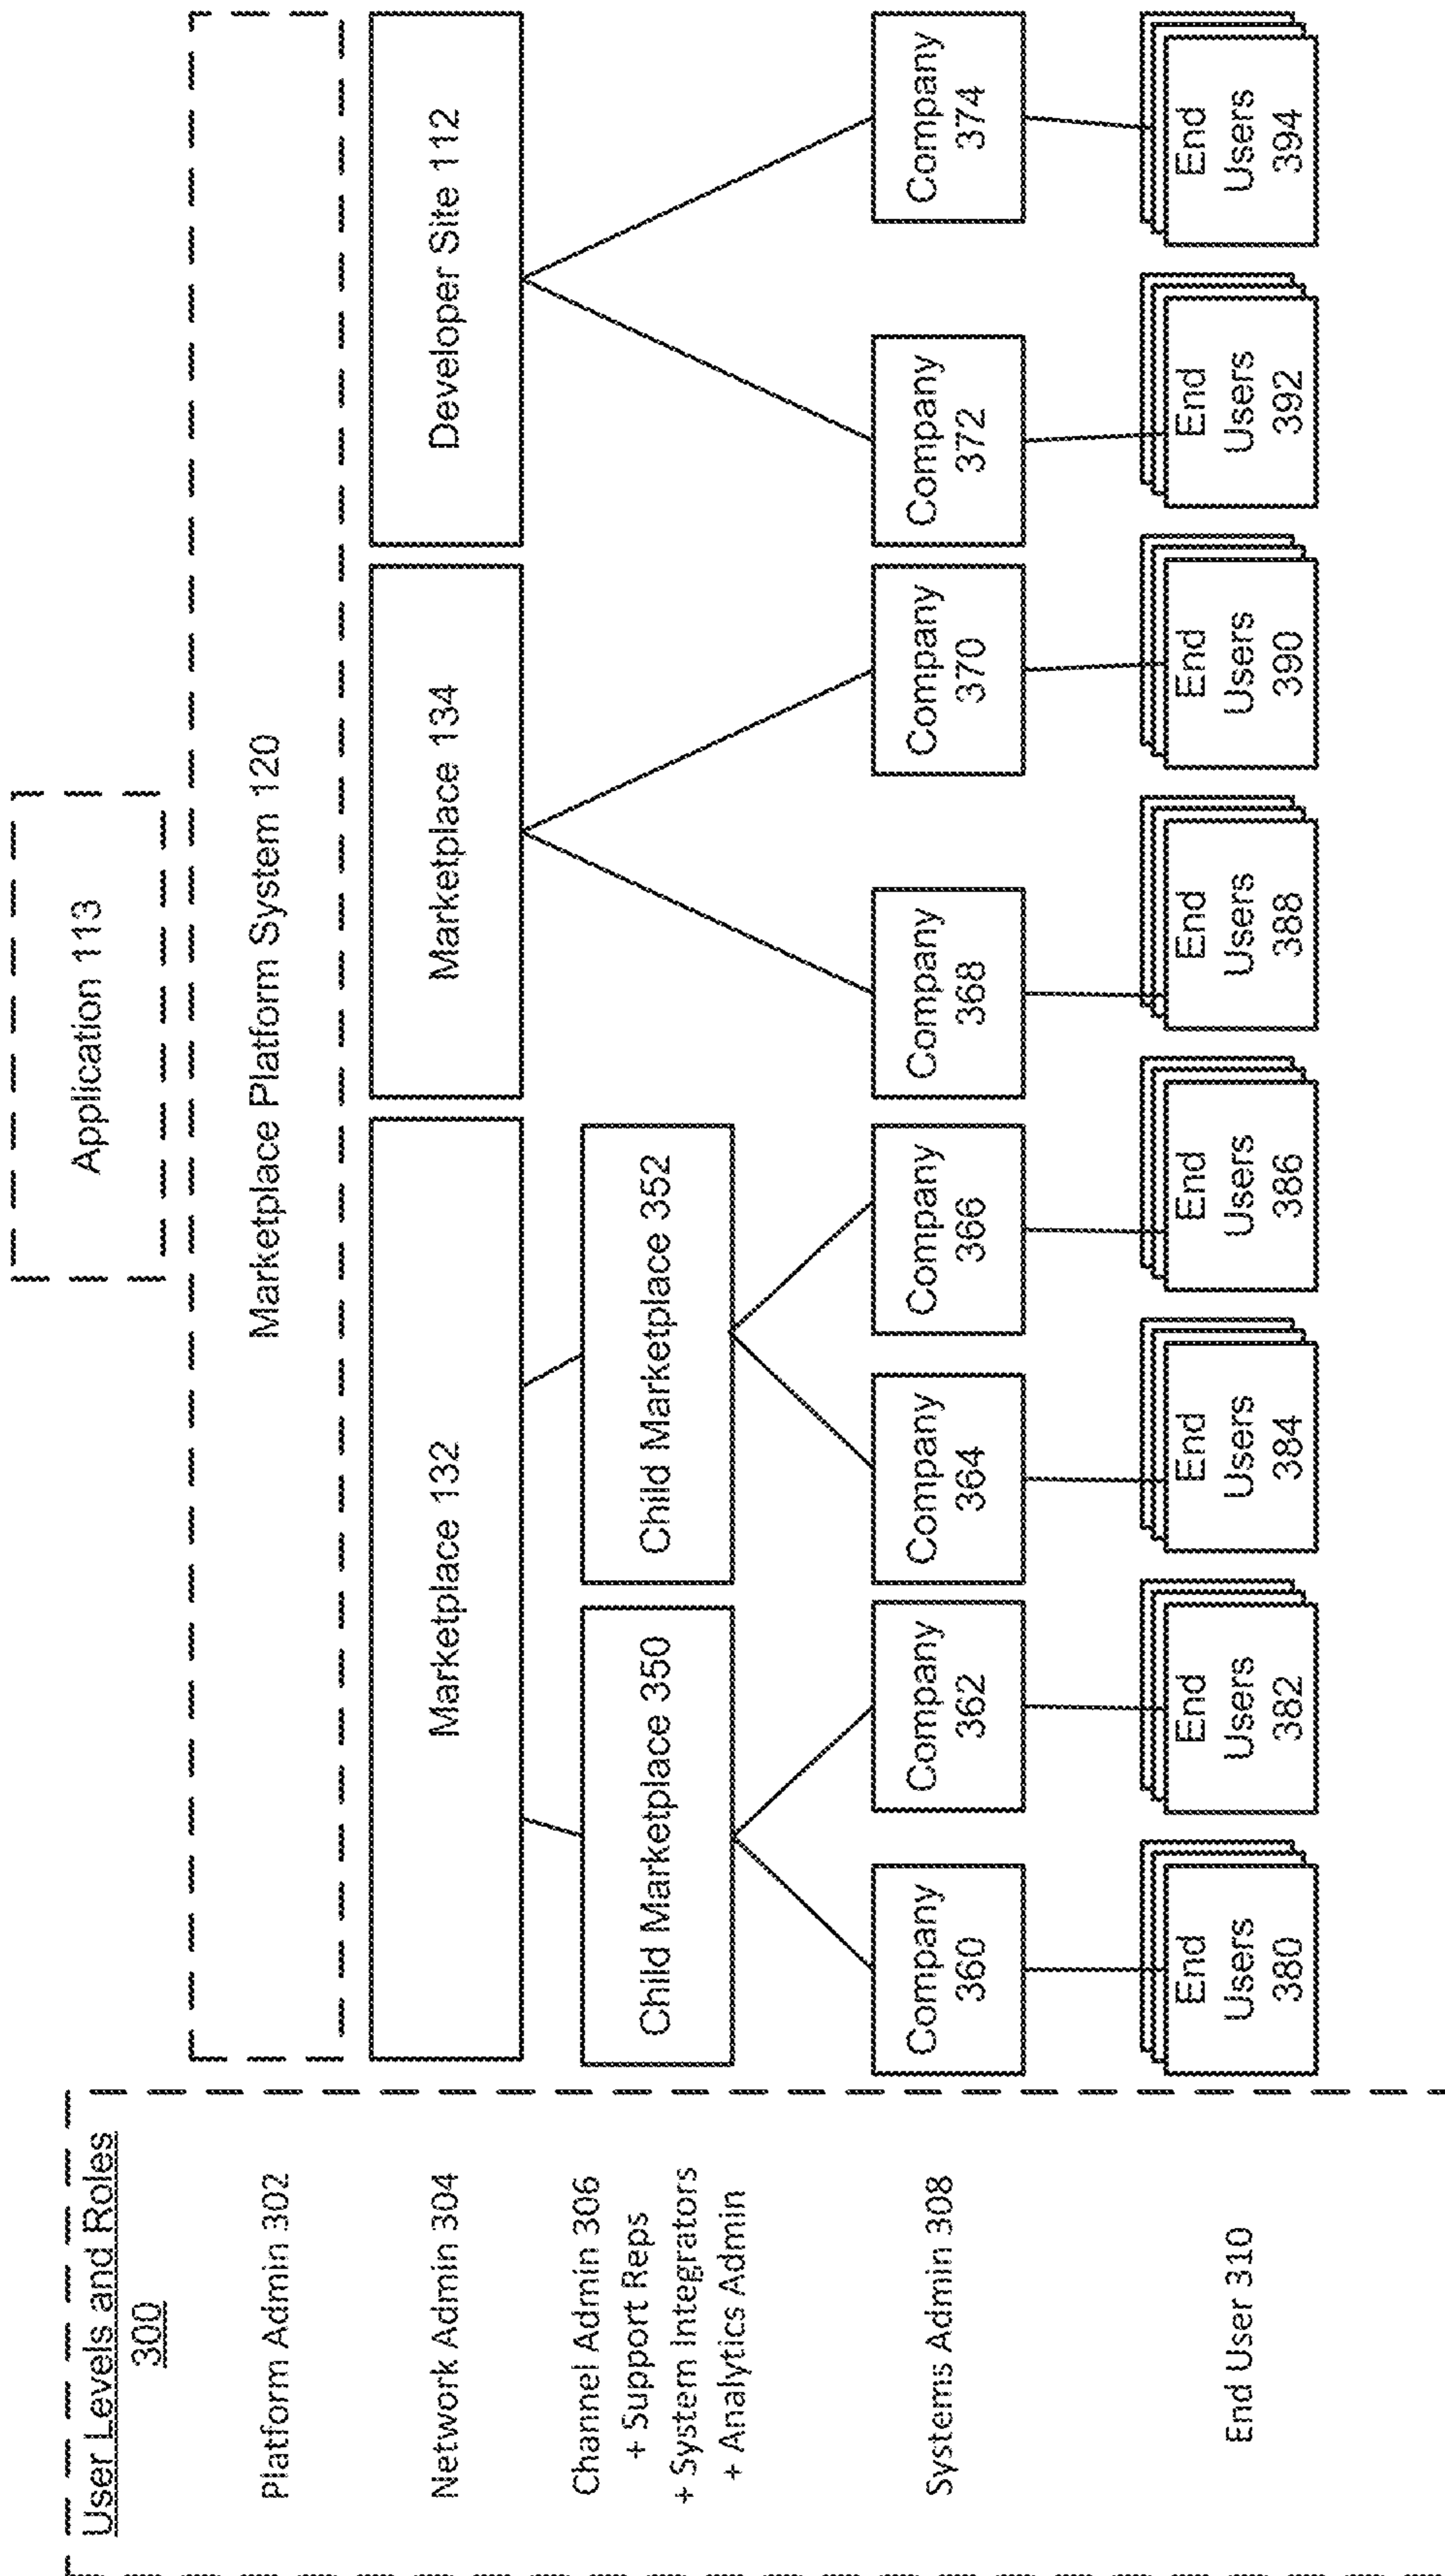 User Levels and Roles
300
Platform Admin 302
Network Admin 304
Channel Admin 306
+ Support Reps
+ System Integrators
+ Analytics Admin
Systems Admin 308
End User 310
Application 113
Marketplace Platform System 120
Marketplace 132
Marketplace 134
Developer Site 112
Child Marketplace 350
Child Marketplace 352
Company
360
Company
362
Company
364
Company
366
Company
368
Company
370
Company
372
Company
374
End
Users
380
End
Users
382
End
Users
384
End
Users
386
End
Users
388
End
Users
390
End
Users
392
End
Users
394